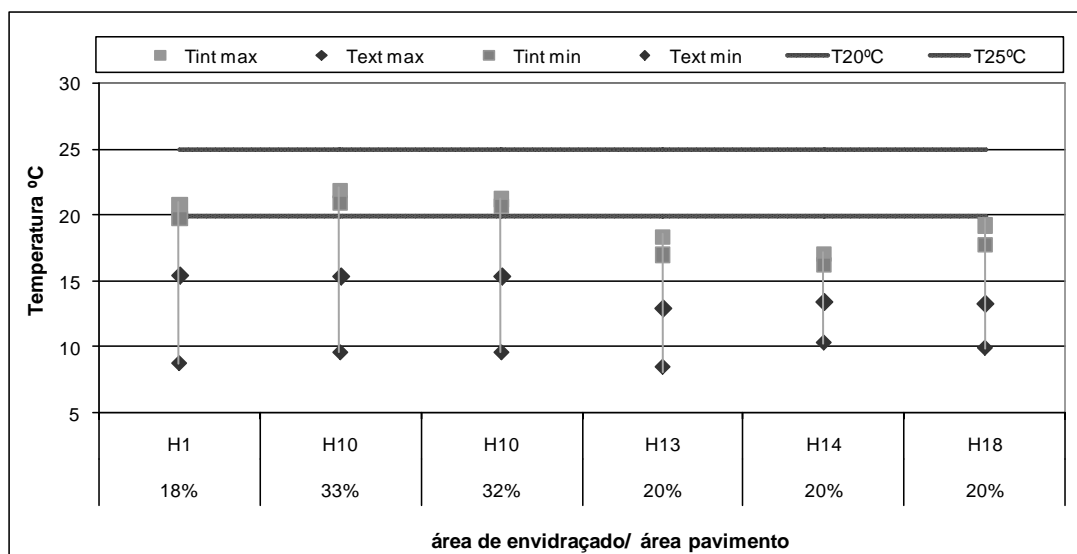 Tint max Text max Tint min Text min T20ºC T25ºC
30
25
20
15
10
5
Temperatura ºC
H1 H10 H10 H13 H14 H18
18% 33% 32% 20% 20% 20%
área de envidraçado/ área pavimento